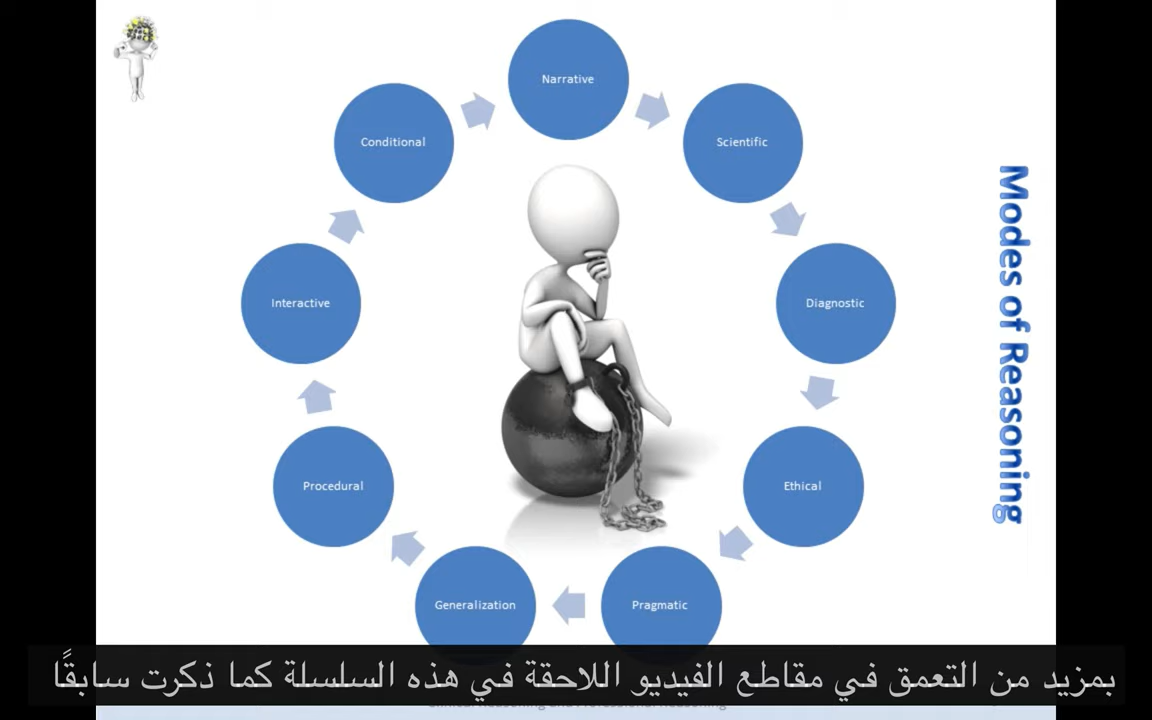 Narrative
Scientific
Diagnostic
Ethical
Pragmatic
Generalization
Procedural
Interactive
Conditional
Modes of Reasoning
بمزيد من التعمق في مقاطع الفيديو اللاحقة في هذه السلسلة كما ذكرت سابقًا